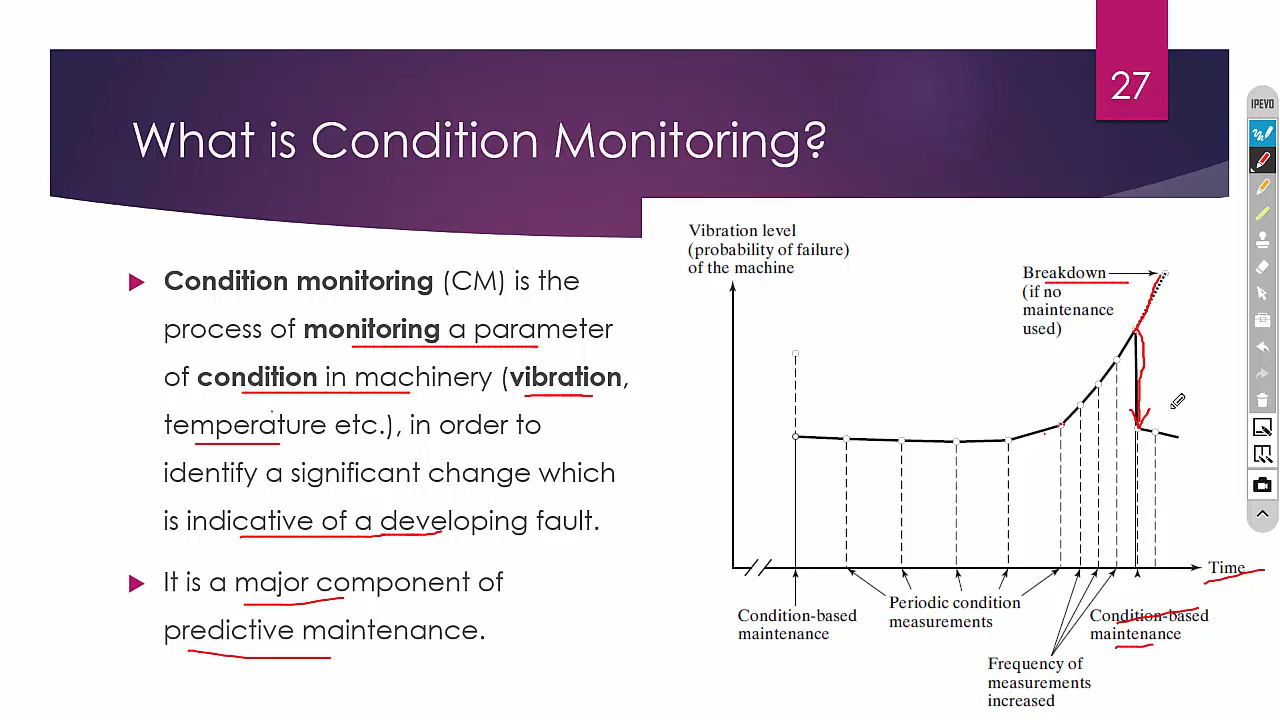 27
What is Condition Monitoring?
Condition monitoring (CM) is the
process of monitoring a parameter
of condition in machinery (vibration,
temperature etc.), in order to
identify a significant change which
is indicative of a developing fault.
It is a major component of
predictive maintenance.
Vibration level
(probability of failure)
of the machine
Breakdown
(if no
maintenance
used)
Time
Condition-based
maintenance
Periodic condition
measurements
Condition-based
maintenance
Frequency of
measurements
increased
IPEVO